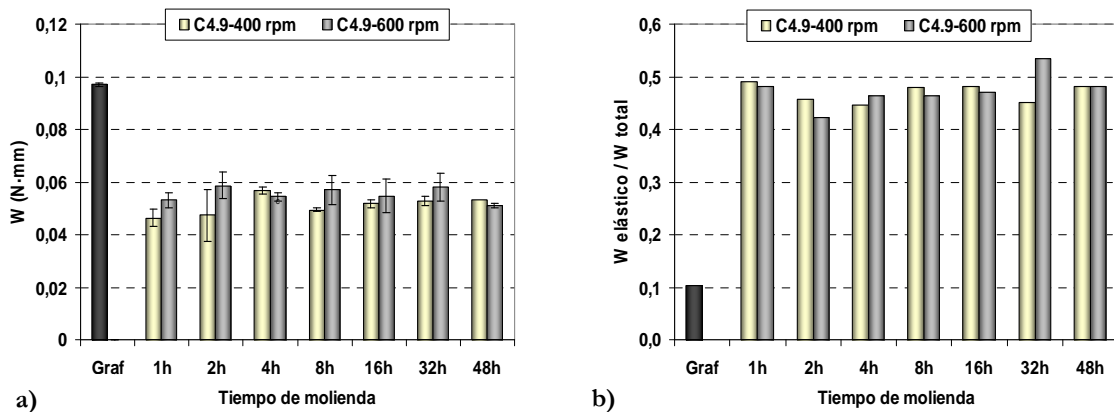 C4.9-400 rpm C4.9-600 rpm
W (N·mm)
0,12
0,1
0,08
0,06
0,04
0,02
0
Graf 1h 2h 4h 8h 16h 32h 48h
Tiempo de molienda
a)
C4.9-400 rpm C4.9-600 rpm
W elástico / W total
0,6
0,5
0,4
0,3
0,2
0,1
0,0
Graf 1h 2h 4h 8h 16h 32h 48h
Tiempo de molienda
b)